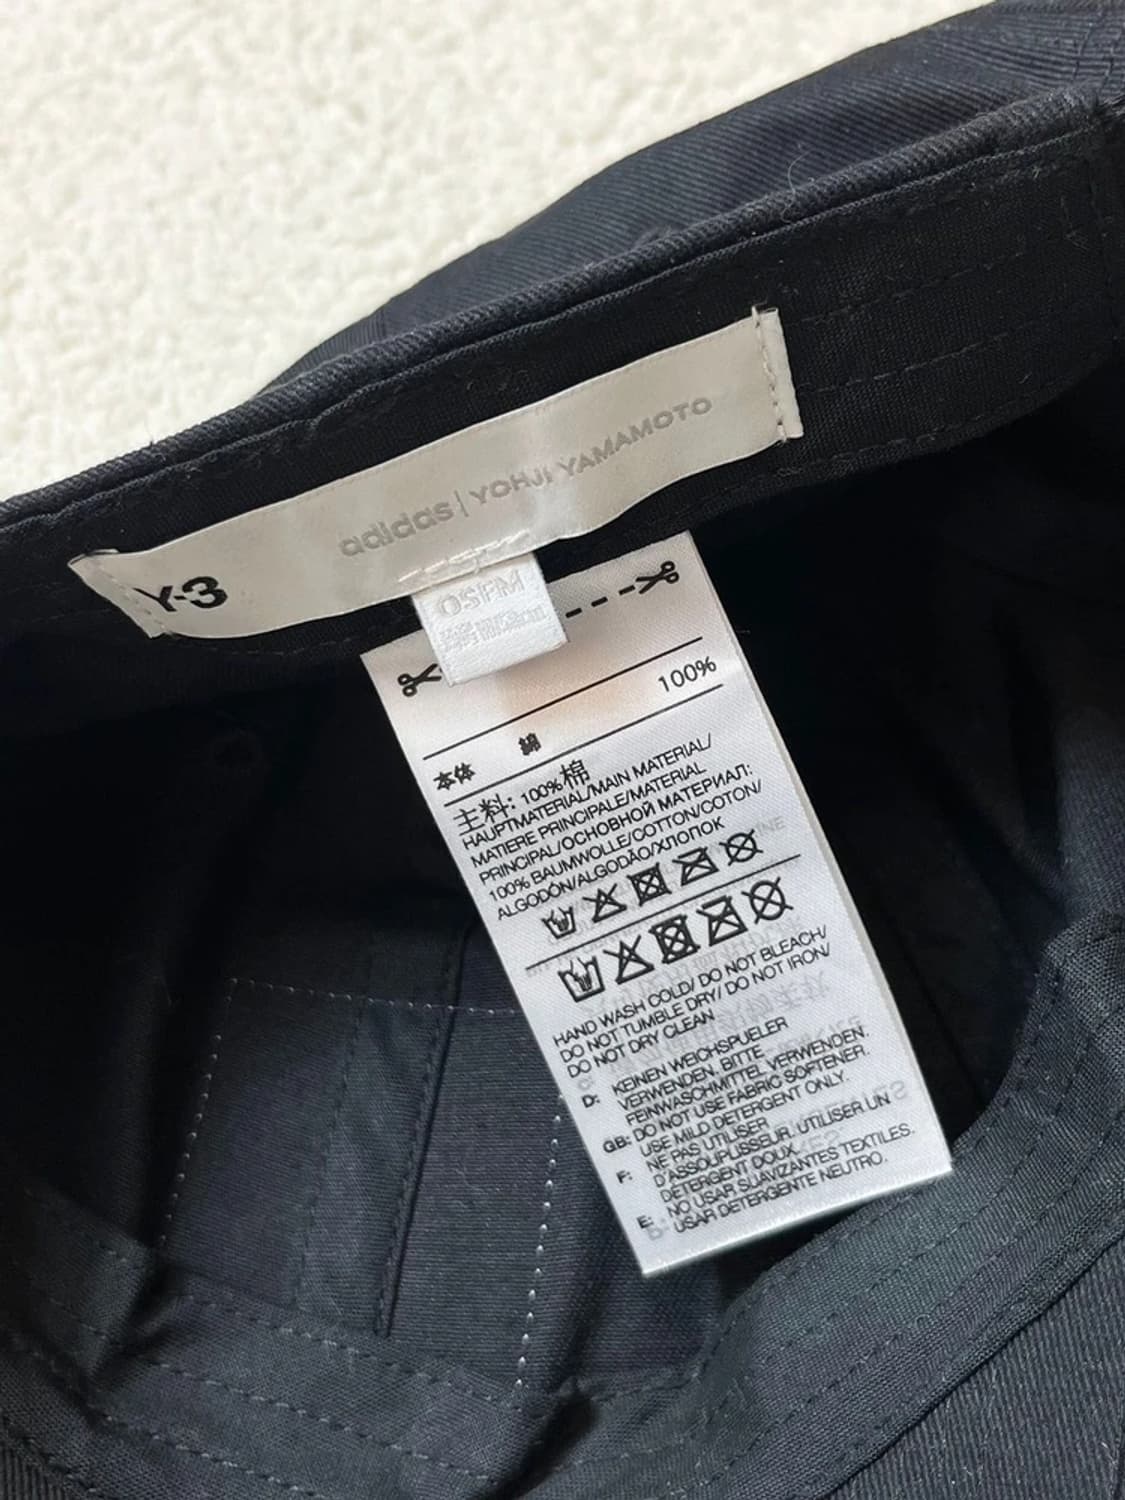 Y-3
adidas | YOHJI YAMAMOTO
OSFM
100%
本体 綿
主料: 100%棉
HAUPTMATERIAL/MAIN MATERIAL/
MATIERE PRINCIPALE/MATERIAL
PRINCIPAL/ОСНОВНОЙ МАТЕРИАЛ:
100% BAUMWOLLE/COTTON/COTON/
ALGODÓN/ALGODÃO/ХЛОПОК
HAND WASH COLD/ DO NOT BLEACH/
DO NOT TUMBLE DRY/ DO NOT IRON/
DO NOT DRY CLEAN
D: KEINEN WEICHSPUELER
VERWENDEN. BITTE
FEINWASCHMITTEL VERWENDEN.
GB: DO NOT USE FABRIC SOFTENER.
USE MILD DETERGENT ONLY.
F: NE PAS UTILISER
D'ASSOUPLISSEUR. UTILISER UN
DETERGENT DOUX.
E: NO USAR SUAVIZANTES TEXTILES.
USAR DETERGENTE NEUTRO.